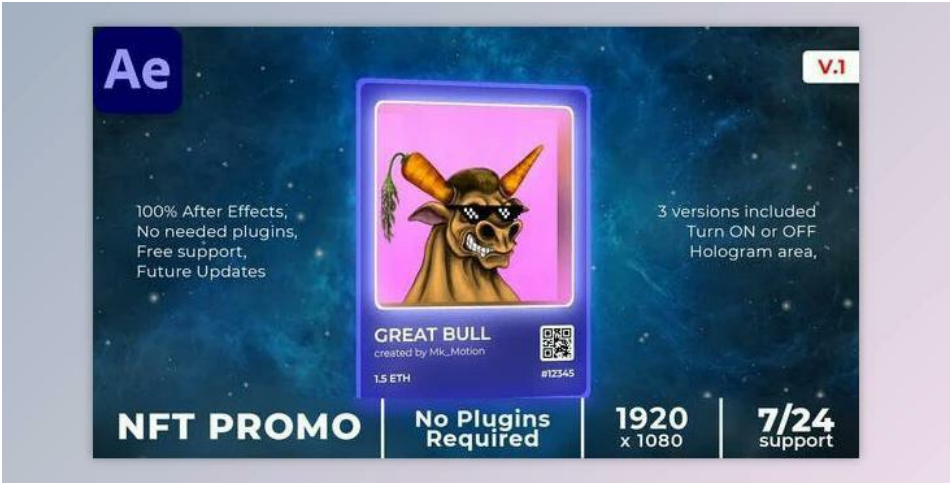 Ae
V.1
100% After Effects,
No needed plugins,
Free support,
Future Updates
3 versions included
Turn ON or OFF
Hologram area,
GREAT BULL
created by Mk_Motion
1.5 ETH
#12345
NFT PROMO
No Plugins
Required
1920
x 1080
7/24
support